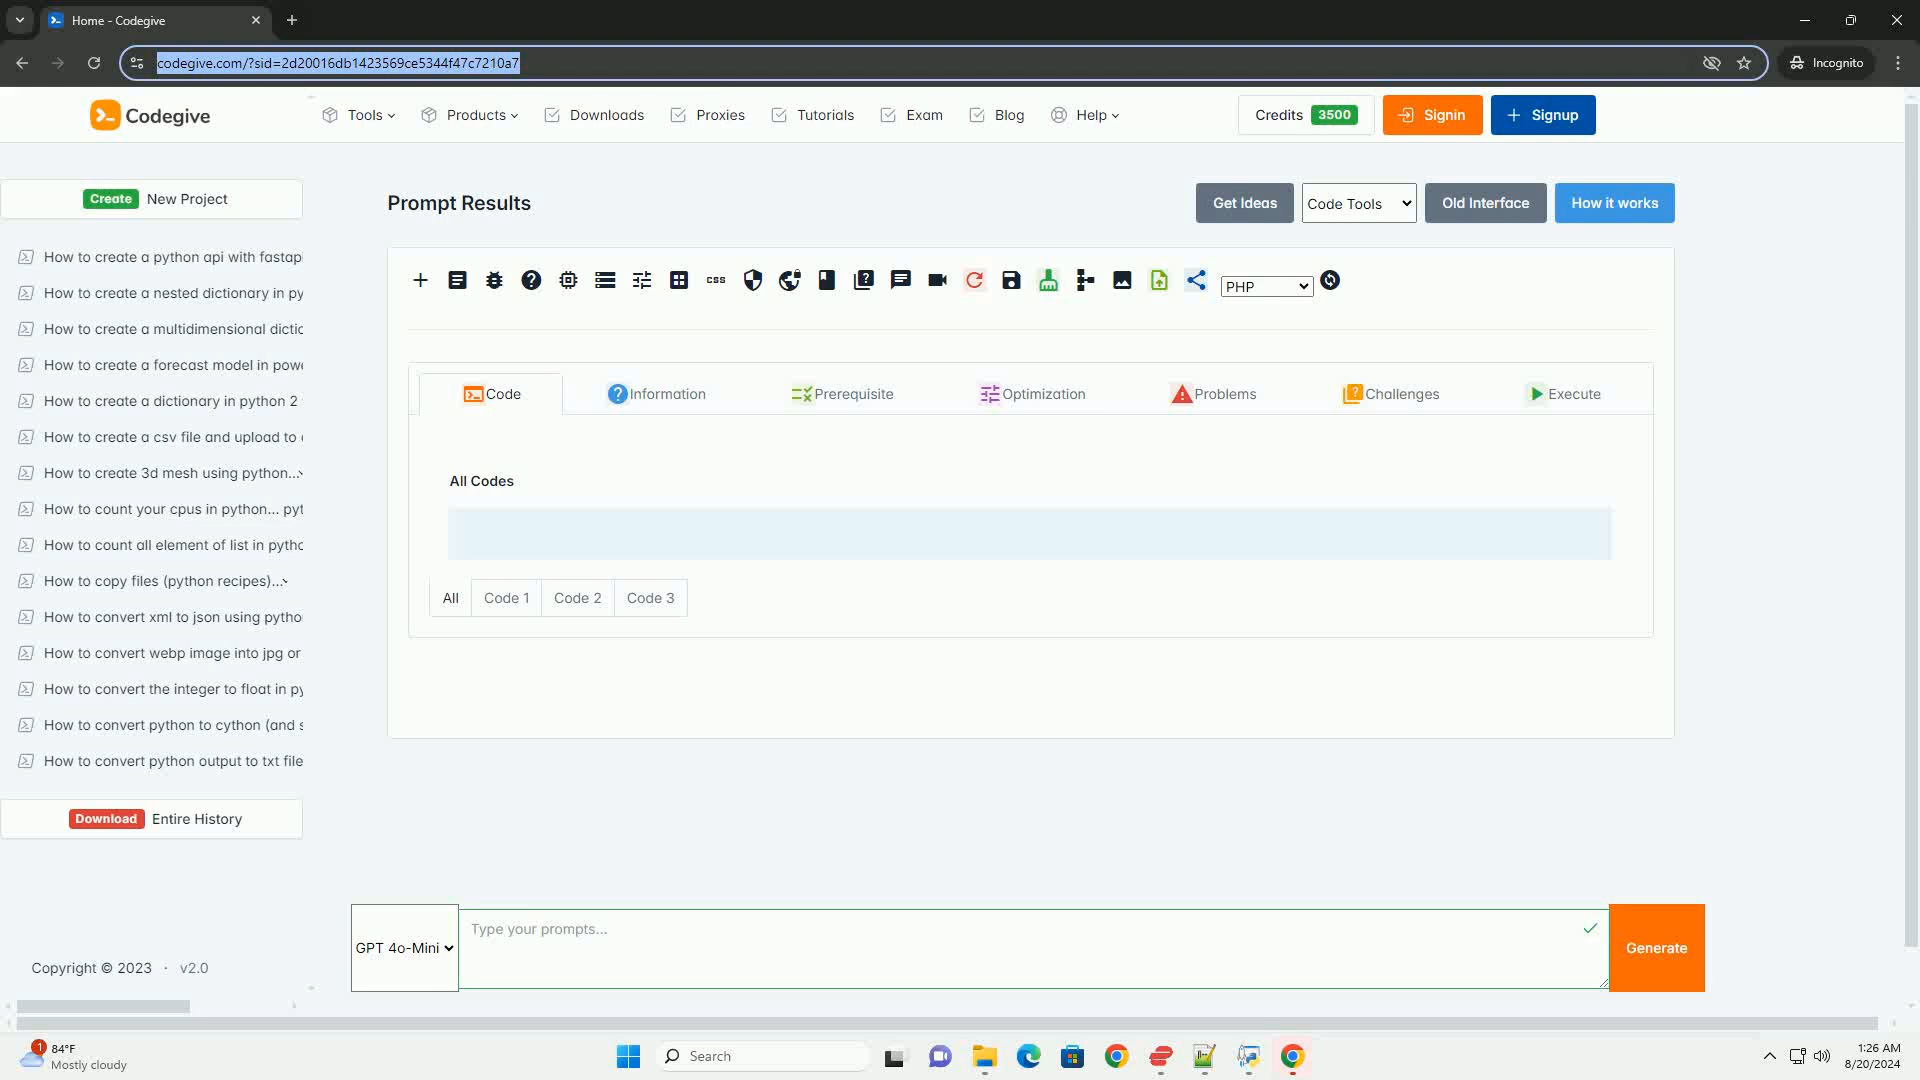 Home - Codegive
codegive.com/?sid=2d20016db1423569ce5344f47c7210a7
Incognito
Codegive
Tools
Products
Downloads
Proxies
Tutorials
Exam
Blog
Help
Credits 3500
Signin
Signup
Create New Project
Prompt Results
Get Ideas
Code Tools
Old Interface
How it works
How to create a python api with fastap
How to create a nested dictionary in py
How to create a multidimensional dictio
How to create a forecast model in powe
How to create a dictionary in python 2
How to create a csv file and upload to
How to create 3d mesh using python...
How to count your cpus in python... pyt
How to count all element of list in pytho
How to copy files (python recipes)...
How to convert xml to json using pytho
How to convert webp image into jpg or
How to convert the integer to float in py
How to convert python to cython (and s
How to convert python output to txt file
Download Entire History
Copyright © 2023 · v2.0
css
PHP
Code
Information
Prerequisite
Optimization
Problems
Challenges
Execute
All Codes
All
Code 1
Code 2
Code 3
GPT 4o-Mini
Type your prompts...
Generate
1
84°F
Mostly cloudy
Search
1:26 AM
8/20/2024